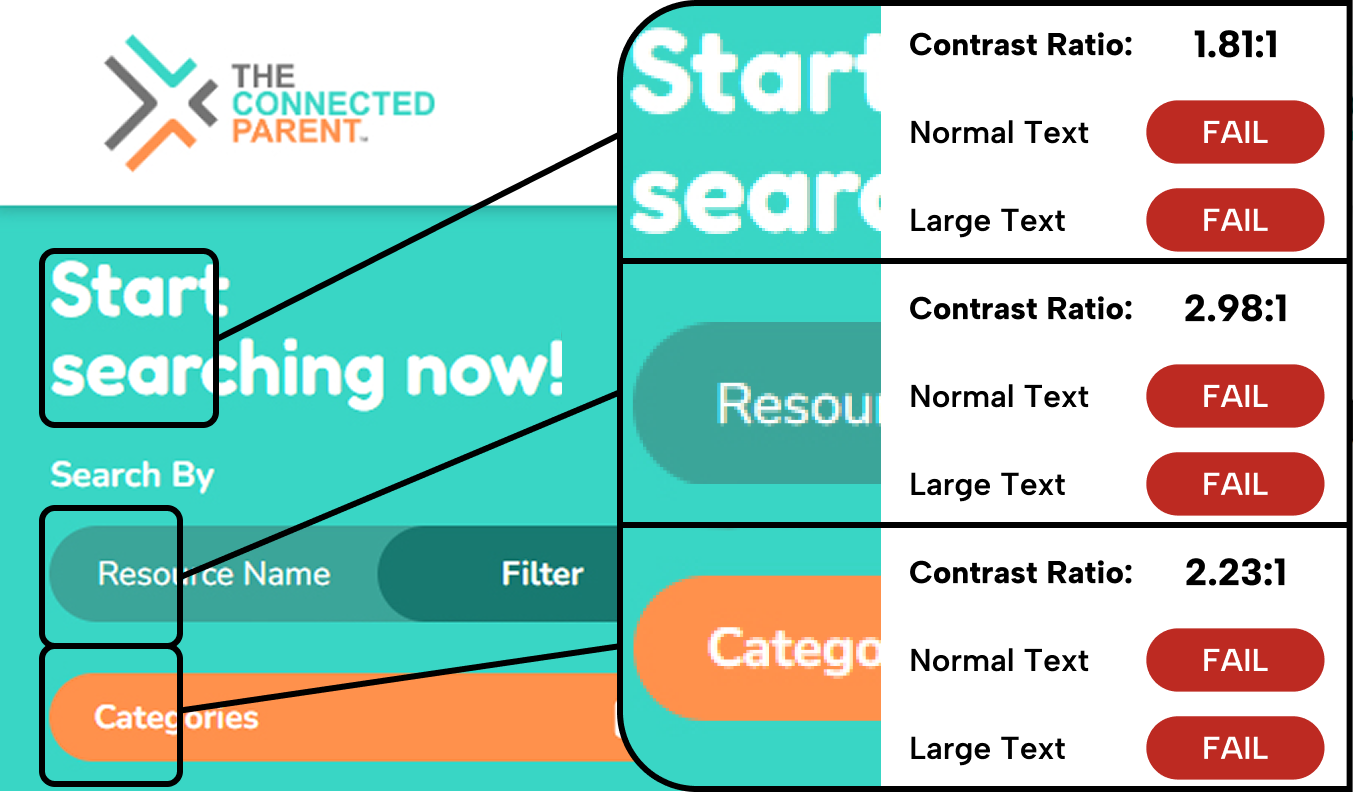 THE
CONNECTED
PARENT™
Start
searching now!
Search By
Resource Name
Filter
Categories
Start
searc
Contrast Ratio: 1.81:1
Normal Text FAIL
Large Text FAIL
Resour
Contrast Ratio: 2.98:1
Normal Text FAIL
Large Text FAIL
Catego
Contrast Ratio: 2.23:1
Normal Text FAIL
Large Text FAIL